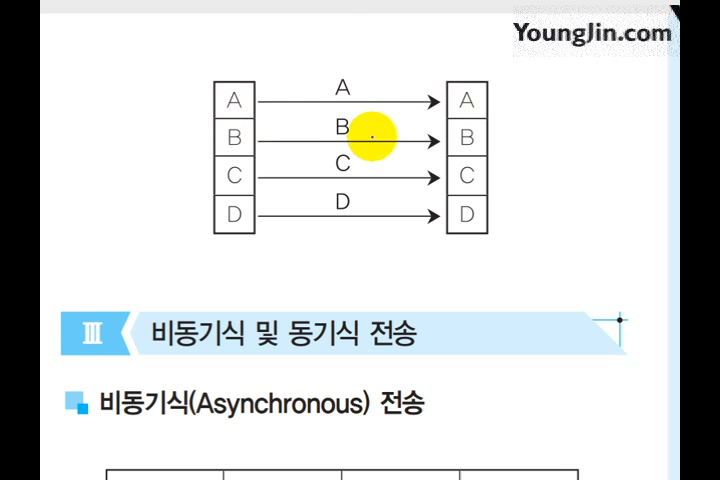 YoungJin.com
A
A A
B
B B
C
C C
D
D D
Ⅲ 비동기식 및 동기식 전송
비동기식(Asynchronous) 전송